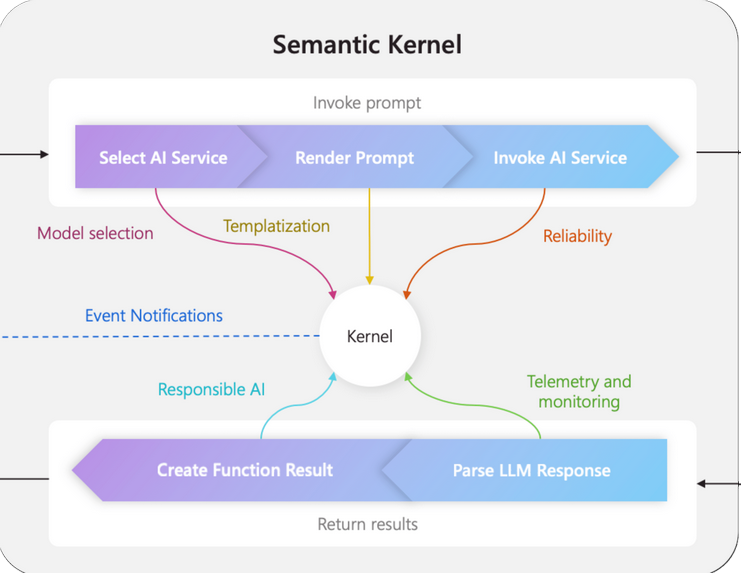 Semantic Kernel
Invoke prompt
Select AI Service
Render Prompt
Invoke AI Service
Model selection
Templatization
Reliability
Event Notifications
Kernel
Responsible AI
Telemetry and
monitoring
Create Function Result
Parse LLM Response
Return results